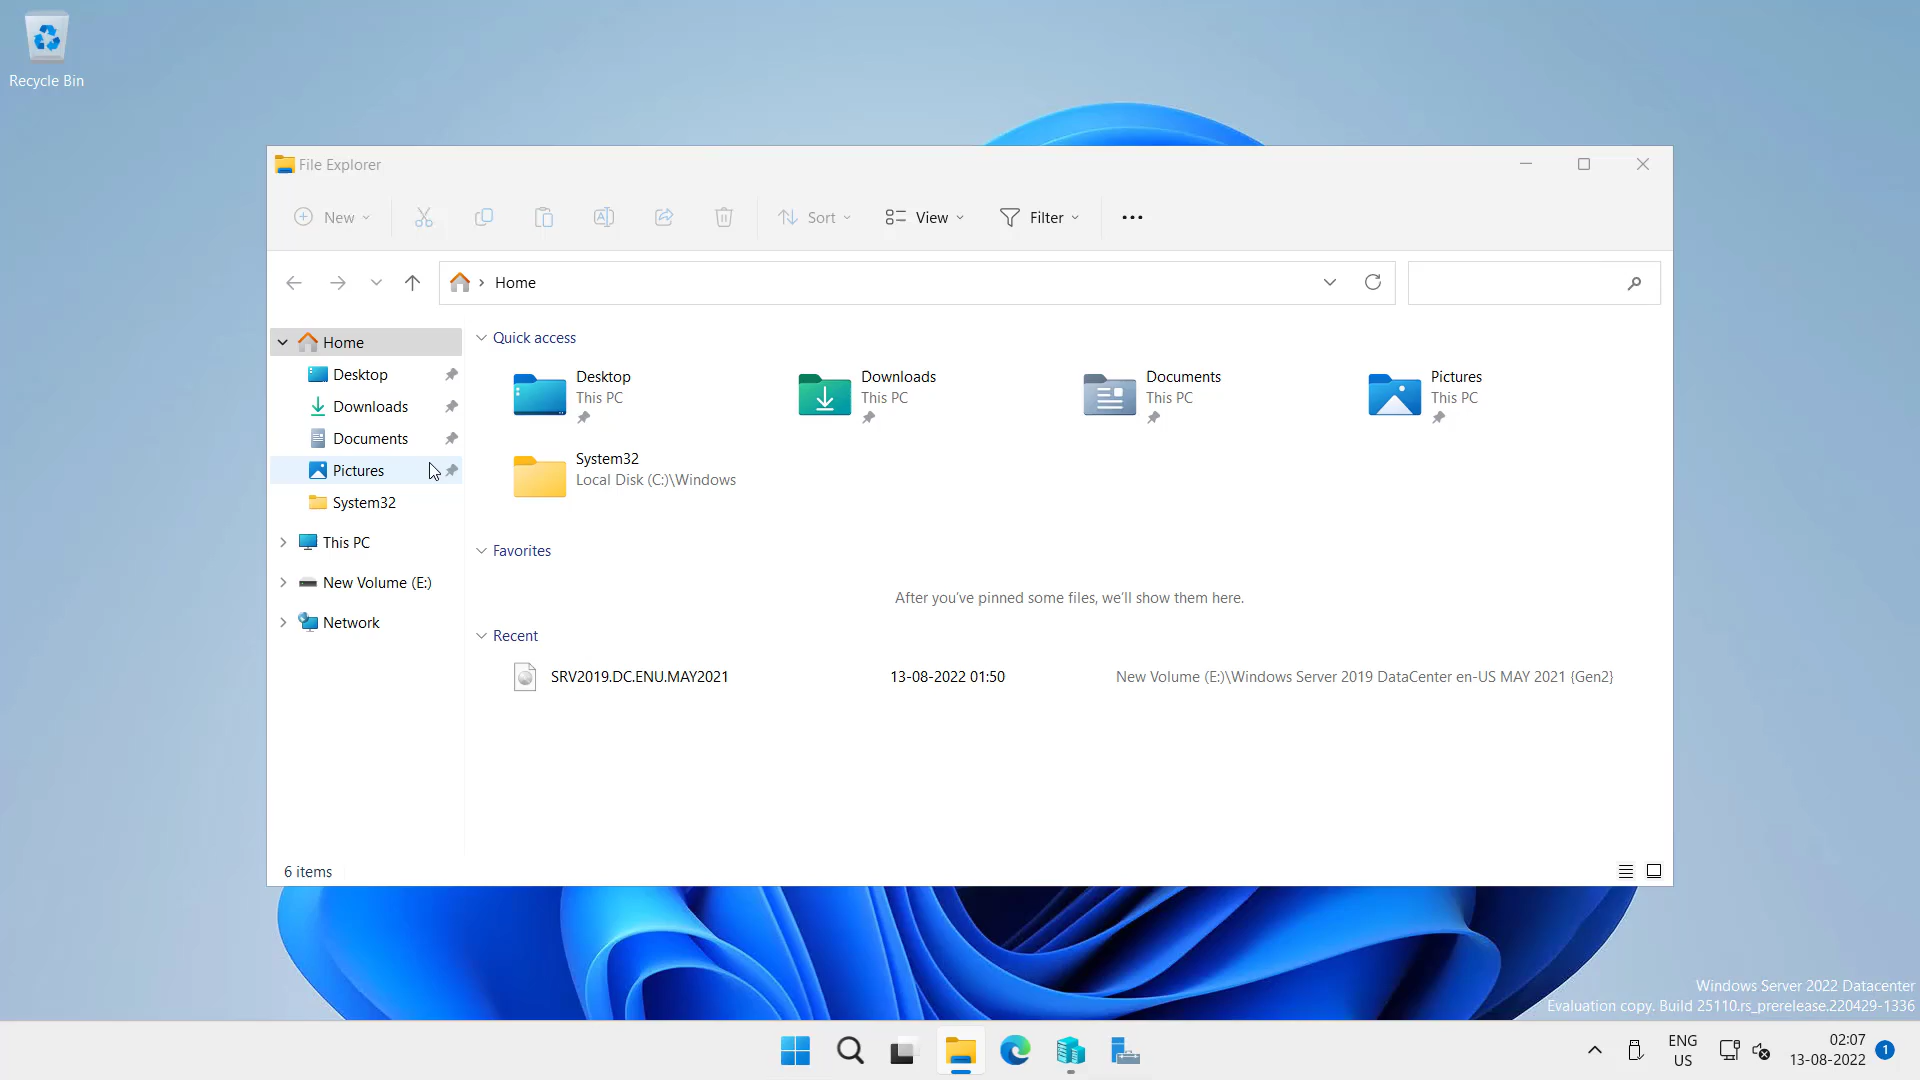 Recycle Bin
File Explorer
New
Sort
View
Filter
Home
Home
Desktop
Downloads
Documents
Pictures
System32
This PC
New Volume (E:)
Network
Quick access
Desktop
This PC
Downloads
This PC
Documents
This PC
Pictures
This PC
System32
Local Disk (C:)\Windows
Favorites
After you've pinned some files, we'll show them here.
Recent
SRV2019.DC.ENU.MAY2021 13-08-2022 01:50 New Volume (E:)\Windows Server 2019 DataCenter en-US MAY 2021 {Gen2}
6 items
Windows Server 2022 Datacenter
Evaluation copy. Build 25110.rs_prerelease.220429-1336
ENG
US
02:07
13-08-2022
1